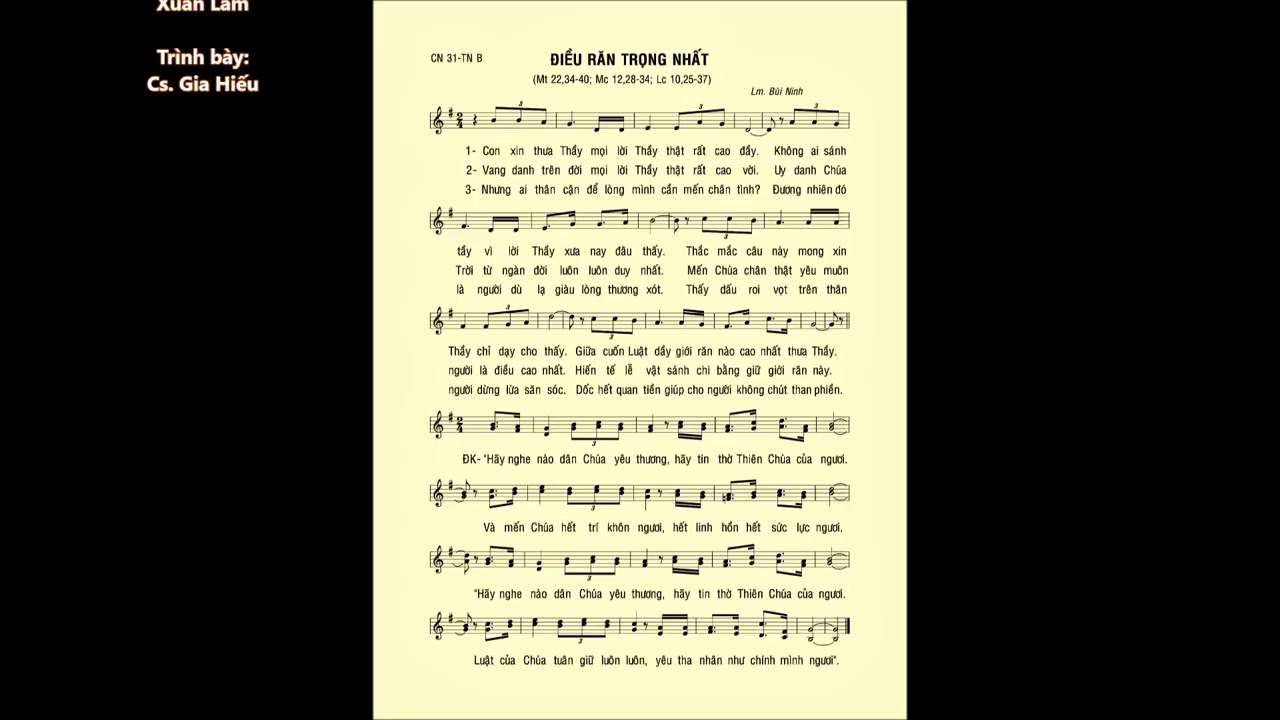 Xuân Lam
Trình bày:
Cs. Gia Hiếu
CN 31-TN B
ĐIỀU RĂN TRỌNG NHẤT
(Mt 22,34-40; Mc 12,28-34; Lc 10,25-37)
Lm. Bùi Ninh
1- Con xin thưa Thầy mọi lời Thầy thật rất cao đẩy. Không ai sánh
2- Vang danh trên đời mọi lời Thầy thật rất cao vời. Uy danh Chúa
3- Nhưng ai thân cận để lòng mình cần mến chân tình? Đương nhiên đó
tầy vì lời Thầy xưa nay đâu thấy. Thắc mắc câu này mong xin
Trời từ ngàn đời luôn luôn duy nhất. Mến Chúa chân thật yêu muôn
là người dù lạ giàu lòng thương xót. Thấy dấu roi vọt trên thân
Thầy chỉ dạy cho thấy. Giữa cuốn Luật dầy giới răn nào cao nhất thưa Thầy.
người là điều cao nhất. Hiến tế lễ vật sánh chi bằng giữ giới răn này.
người dừng lừa săn sóc. Dốc hết quan tiền giúp cho người không chút than phiền.
ĐK- "Hãy nghe nào dân Chúa yêu thương, hãy tin thờ Thiên Chúa của ngươi.
Và mến Chúa hết trí khôn ngươi, hết linh hồn hết sức lực ngươi.
"Hãy nghe nào dân Chúa yêu thương, hãy tin thờ Thiên Chúa của ngươi.
Luật của Chúa tuân giữ luôn luôn, yêu tha nhân như chính mình ngươi".